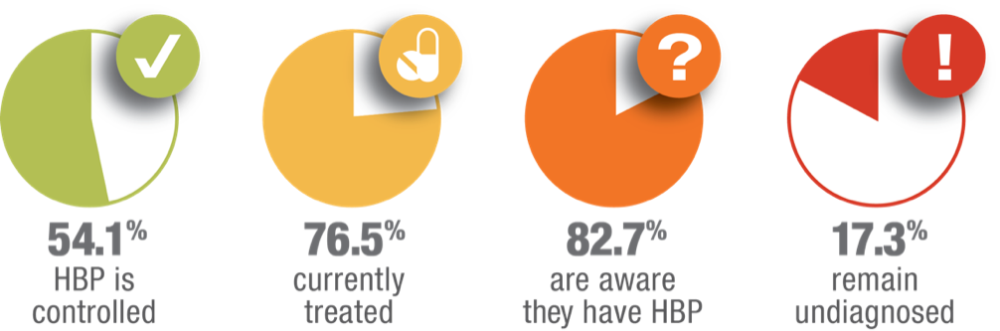 54.1%
HBP is
controlled
76.5%
currently
treated
82.7%
are aware
they have HBP
17.3%
remain
undiagnosed